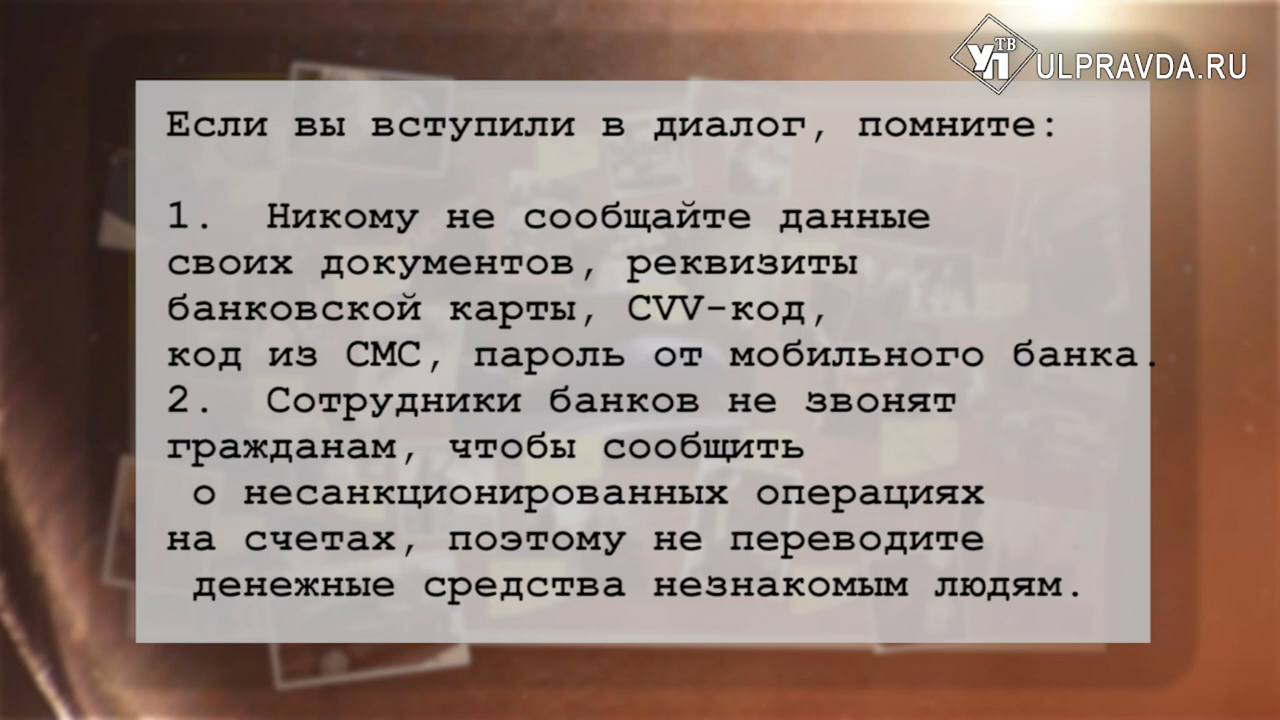 УП ТВ
ULPRAVDA.RU
Если вы вступили в диалог, помните:
1. Никому не сообщайте данные
своих документов, реквизиты
банковской карты, CVV-код,
код из СМС, пароль от мобильного банка.
2. Сотрудники банков не звонят
гражданам, чтобы сообщить
о несанкционированных операциях
на счетах, поэтому не переводите
денежные средства незнакомым людям.